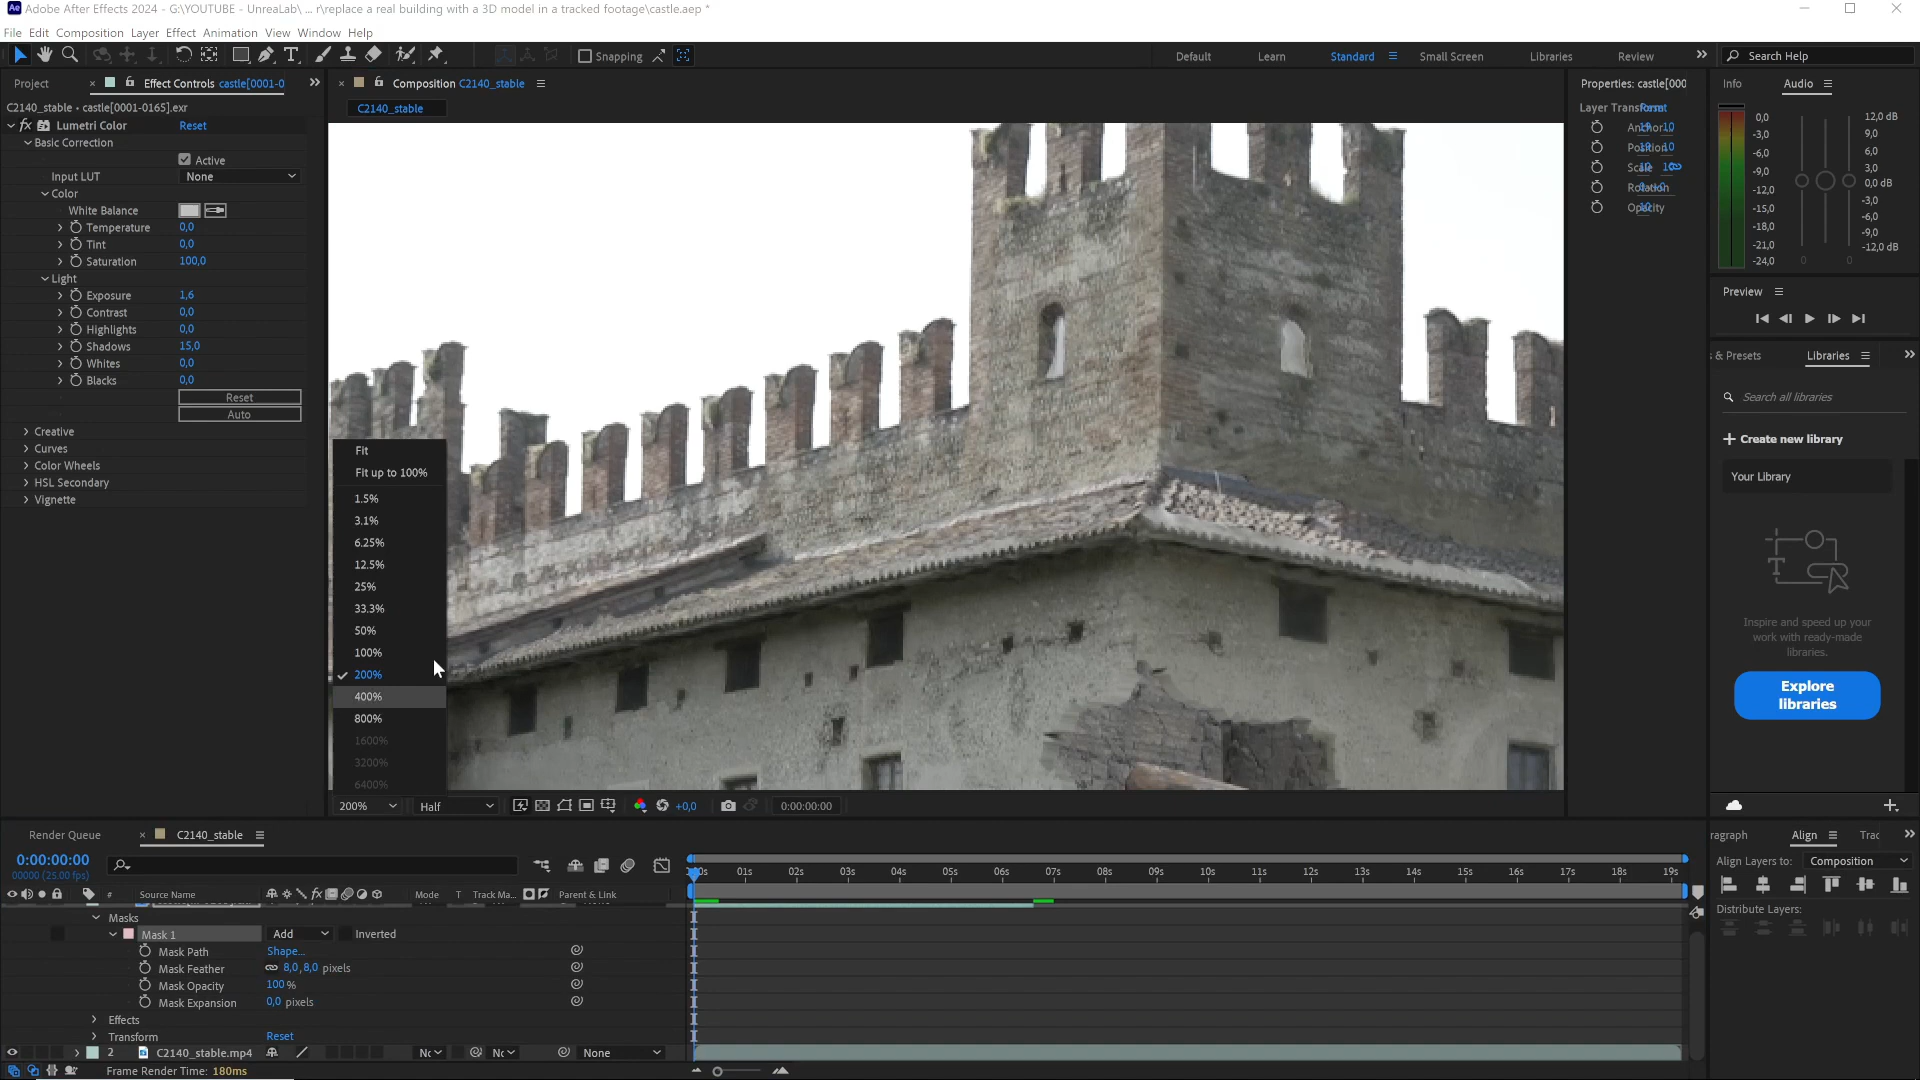 Adobe After Effects 2024 - G:\YOUTUBE - UnreaLab\ ... r\replace a real building with a 3D model in a tracked footage\castle.aep *
File Edit Composition Layer Effect Animation View Window Help
Snapping
Default Learn Standard Small Screen Libraries Review
Search Help
Project
Effect Controls castle[0001-0
Composition C2140_stable
C2140_stable
C2140_stable • castle[0001-0165].exr
fx Lumetri Color Reset
Basic Correction
Active
Input LUT None
Color
White Balance
Temperature 0,0
Tint 0,0
Saturation 100,0
Light
Exposure 1,6
Contrast 0,0
Highlights 0,0
Shadows 15,0
Whites 0,0
Blacks 0,0
Reset
Auto
Creative
Curves
Color Wheels
HSL Secondary
Vignette
Fit
Fit up to 100%
1.5%
3.1%
6.25%
12.5%
25%
33.3%
50%
100%
200%
400%
800%
1600%
3200%
6400%
200% Half +0,0 0:00:00:00
Properties: castle[000
Layer Transform Reset
Position
Scale
Rotation
Opacity
Info Audio
0,0
-3,0
-6,0
-9,0
-12,0
-15,0
-18,0
-21,0
-24,0
12,0 dB
9,0
6,0
3,0
0,0 dB
-3,0
-6,0
-9,0
-12,0 dB
0 0
Preview
s & Presets Libraries
Search all libraries
Create new library
Your Library
Inspire and speed up your
work with ready-made
libraries.
Explore
libraries
Render Queue C2140_stable
0:00:00:00
00000 (25.00 fps)
# Source Name fx Mode T Track Ma... Parent & Link
01s 02s 03s 04s 05s 06s 07s 08s 09s 10s 11s 12s 13s 14s 15s 16s 17s 18s 19s
Masks
Mask 1 Add Inverted
Mask Path Shape...
Mask Feather 8,0,8,0 pixels
Mask Opacity 100 %
Mask Expansion 0,0 pixels
Effects
Transform Reset
2 C2140_stable.mp4 None
Frame Render Time: 180ms
ragraph Align Trac
Align Layers to: Composition
Distribute Layers: